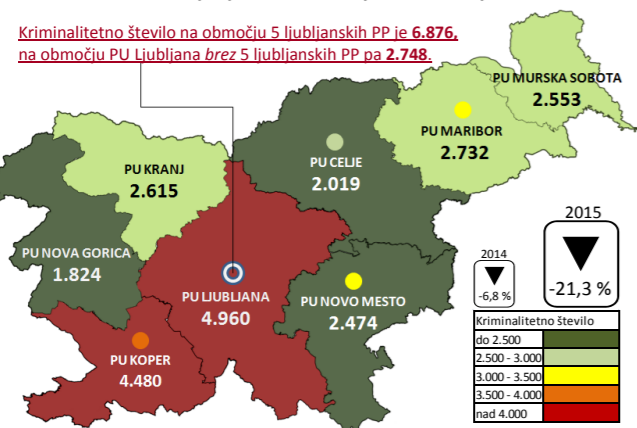 Kriminalitetno število na območju 5 ljubljanskih PP je 6.876,
na območju PU Ljubljana brez 5 ljubljanskih PP pa 2.748.
PU MURSKA SOBOTA
2.553
PU MARIBOR
2.732
PU CELJE
2.019
PU KRANJ
2.615
PU NOVA GORICA
1.824
PU LJUBLJANA
4.960
PU NOVO MESTO
2.474
PU KOPER
4.480
2014
-6,8 %
2015
-21,3 %
Kriminalitetno število
do 2.500
2.500 - 3.000
3.000 - 3.500
3.500 - 4.000
nad 4.000